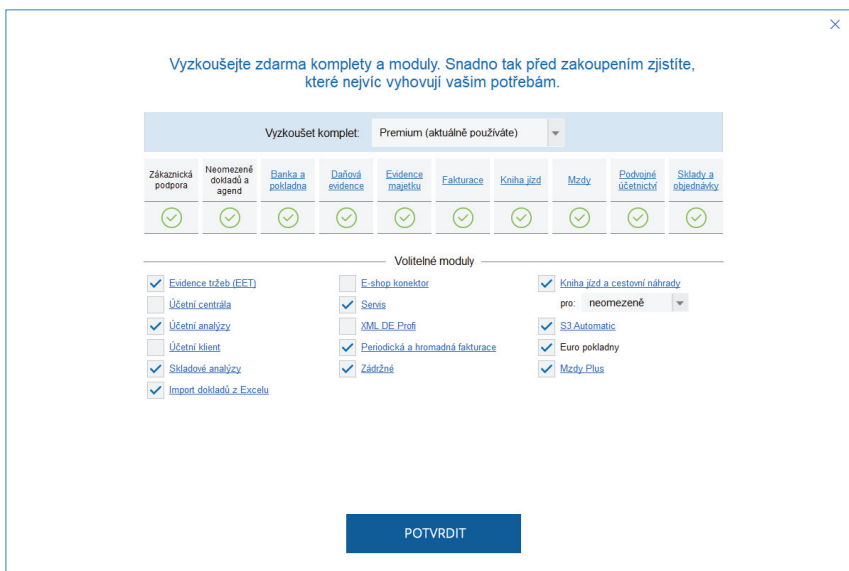 Vyzkoušejte zdarma komplety a moduly. Snadno tak před zakoupením zjistíte,
které nejvíc vyhovují vašim potřebám.
Vyzkoušet komplet: Premium (aktuálně používáte)
Zákaznická podpora
Neomezeně dokladů a agend
Banka a pokladna
Daňová evidence
Evidence majetku
Fakturace
Kniha jízd
Mzdy
Podvojné účetnictví
Sklady a objednávky
Volitelné moduly
Evidence tržeb (EET)
Účetní centrála
Účetní analýzy
Účetní klient
Skladové analýzy
Import dokladů z Excelu
E-shop konektor
Servis
XML DE Profi
Periodická a hromadná fakturace
Zádržné
Kniha jízd a cestovní náhrady
pro: neomezeně
S3 Automatic
Euro pokladny
Mzdy Plus
POTVRDIT